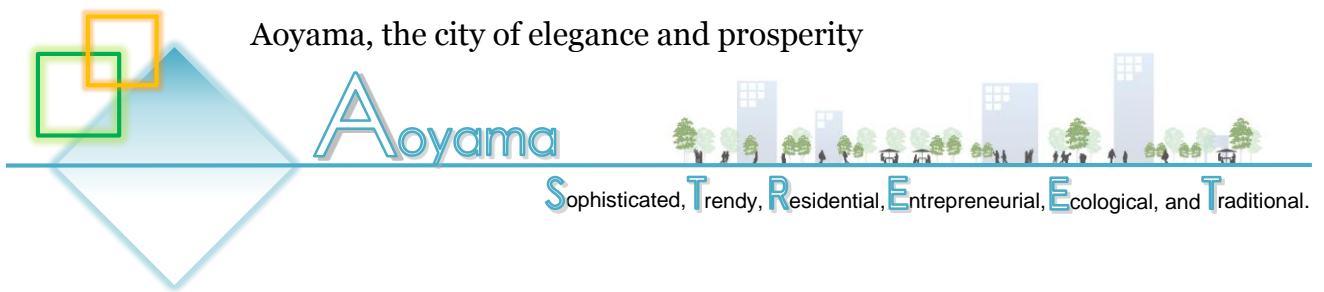 Aoyama, the city of elegance and prosperity
Aoyama
Sophisticated, Trendy, Residential, Entrepreneurial, Ecological, and Traditional.